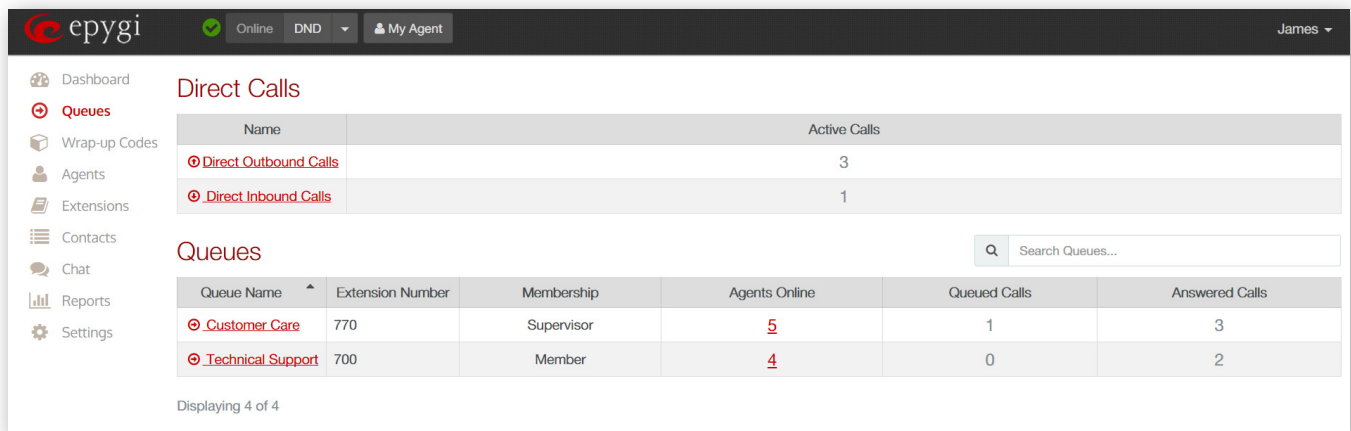 epygi Online DND My Agent James
Dashboard
Queues
Wrap-up Codes
Agents
Extensions
Contacts
Chat
Reports
Settings
Direct Calls
Name Active Calls
Direct Outbound Calls 3
Direct Inbound Calls 1
Queues Search Queues...
Queue Name Extension Number Membership Agents Online Queued Calls Answered Calls
Customer Care 770 Supervisor 5 1 3
Technical Support 700 Member 4 0 2
Displaying 4 of 4